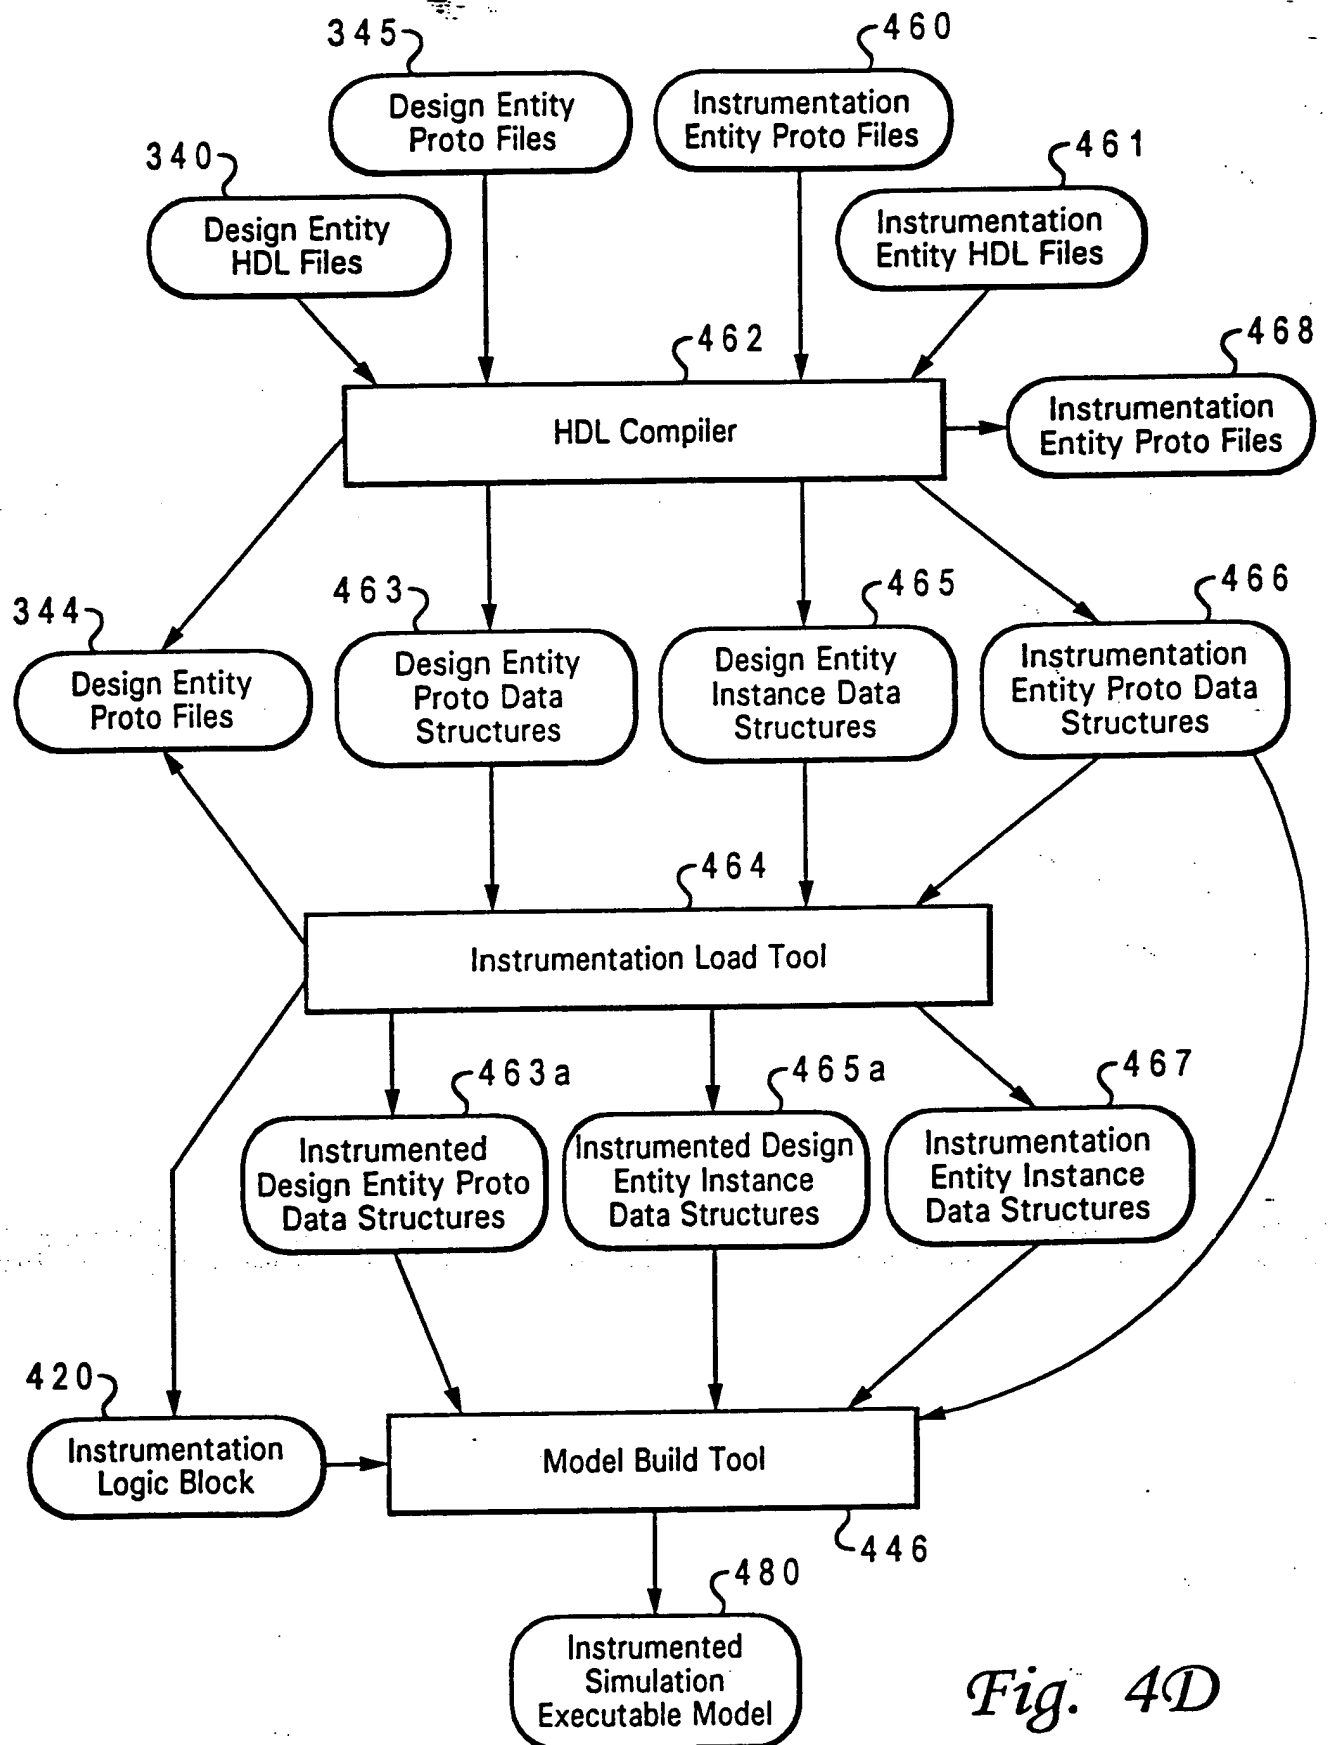 345
460
Design Entity
Proto Files
Instrumentation
Entity Proto Files
340
461
Design Entity
HDL Files
Instrumentation
Entity HDL Files
462
468
HDL Compiler
Instrumentation
Entity Proto Files
344
463
465
466
Design Entity
Proto Files
Design Entity
Proto Data
Structures
Design Entity
Instance Data
Structures
Instrumentation
Entity Proto Data
Structures
464
Instrumentation Load Tool
463a
465a
467
Instrumented
Design Entity Proto
Data Structures
Instrumented Design
Entity Instance
Data Structures
Instrumentation
Entity Instance
Data Structures
420
Instrumentation
Logic Block
Model Build Tool
446
480
Instrumented
Simulation
Executable Model
Fig. 4D